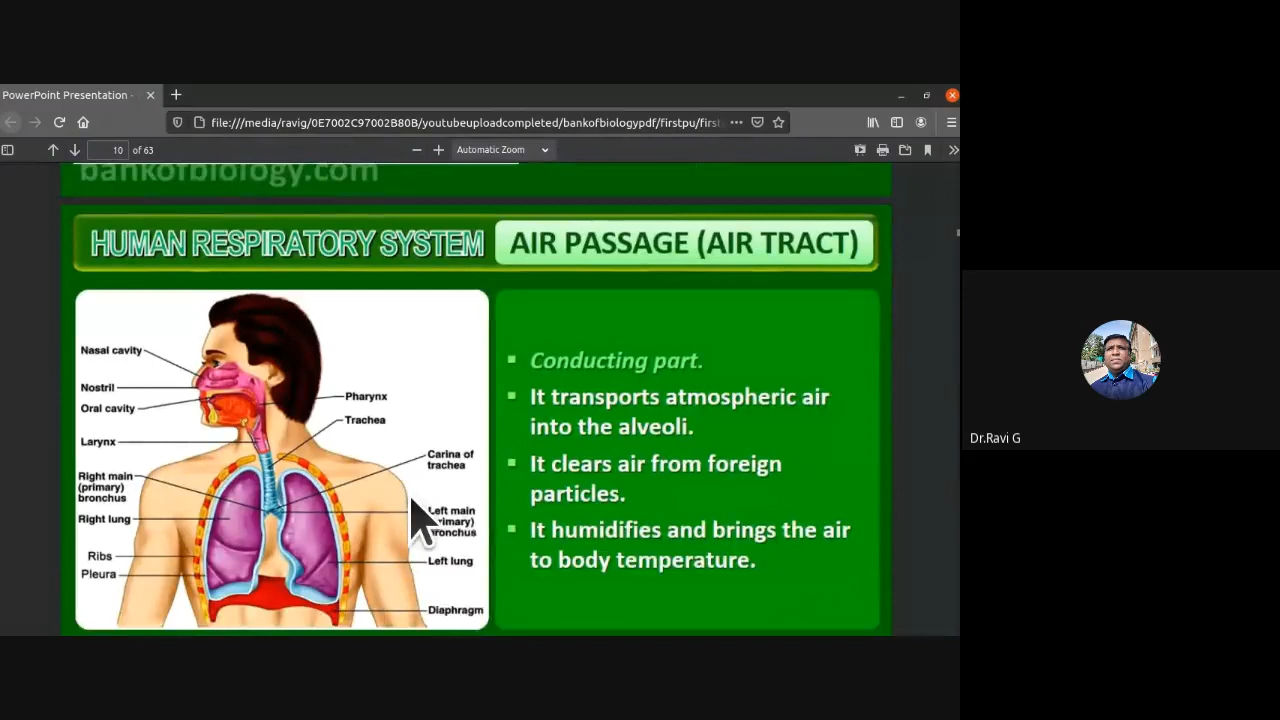 PowerPoint Presentation -
file:///media/ravig/0E7002C97002B80B/youtubeuploadcompleted/bankofbiologypdf/firstpu/first
10 of 63
Automatic Zoom
bankofbiology.com
HUMAN RESPIRATORY SYSTEM
AIR PASSAGE (AIR TRACT)
Nasal cavity
Nostril
Oral cavity
Larynx
Right main
(primary)
bronchus
Right lung
Ribs
Pleura
Pharynx
Trachea
Carina of
trachea
Left main
bronchus
Left lung
Diaphragm
Conducting part.
It transports atmospheric air
into the alveoli.
It clears air from foreign
particles.
It humidifies and brings the air
to body temperature.
Dr.Ravi G